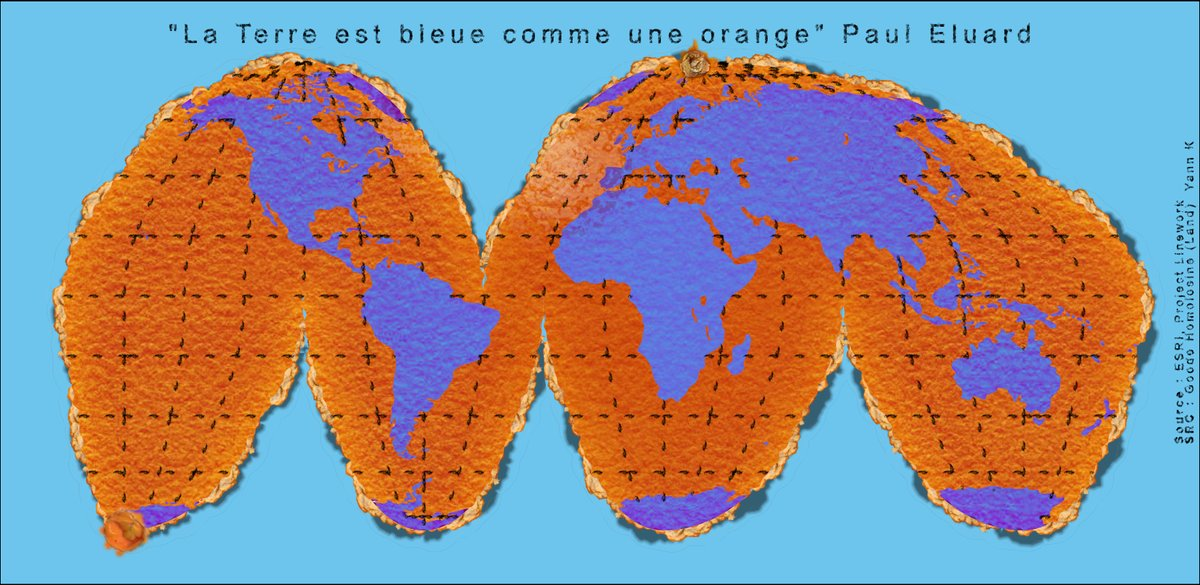 "La Terre est bleue comme une orange" Paul Eluard
Source : ESRI, Project Linework
SRC : Goode Homolosine (Land) Yann K